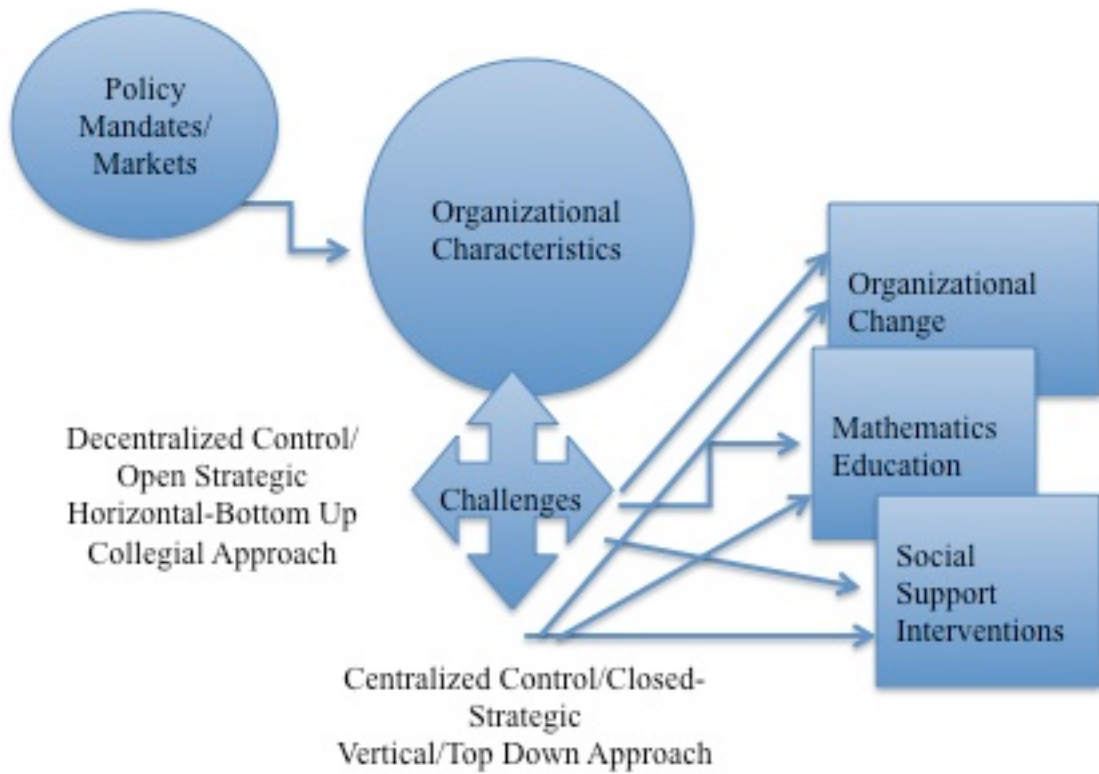 Policy
Mandates/
Markets
Organizational
Characteristics
Organizational
Change
Mathematics
Education
Decentralized Control/
Open Strategic
Horizontal-Bottom Up
Collegial Approach
Challenges
Social
Support
Interventions
Centralized Control/Closed-
Strategic
Vertical/Top Down Approach